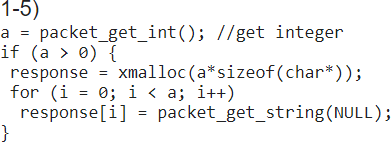 1-5)
a = packet_get_int(); //get integer
if (a > 0) {
 response = xmalloc(a*sizeof(char*));
 for (i = 0; i < a; i++)
  response[i] = packet_get_string(NULL);
}